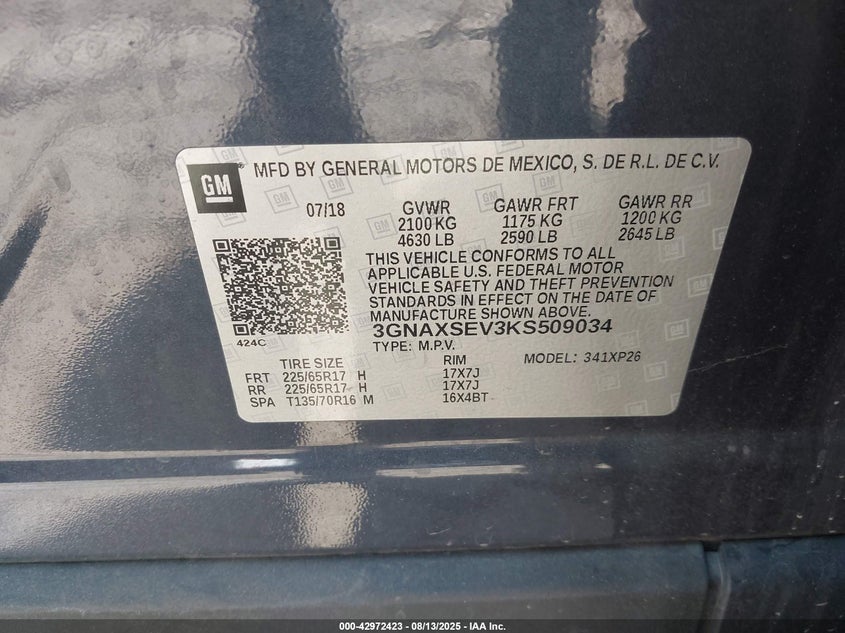 GM MFD BY GENERAL MOTORS DE MEXICO, S. DE R.L. DE C.V.
07/18 GVWR GAWR FRT GAWR RR
2100 KG 1175 KG 1200 KG
4630 LB 2590 LB 2645 LB
THIS VEHICLE CONFORMS TO ALL
APPLICABLE U.S. FEDERAL MOTOR
VEHICLE SAFETY AND THEFT PREVENTION
STANDARDS IN EFFECT ON THE DATE OF
MANUFACTURE SHOWN ABOVE.
424C 3GNAXSEV3KS509034
TYPE: M.P.V. MODEL: 341XP26
TIRE SIZE RIM
FRT 225/65R17 H 17X7J
RR 225/65R17 H 17X7J
SPA T135/70R16 M 16X4BT
000-42972423 - 08/13/2025 - IAA Inc.